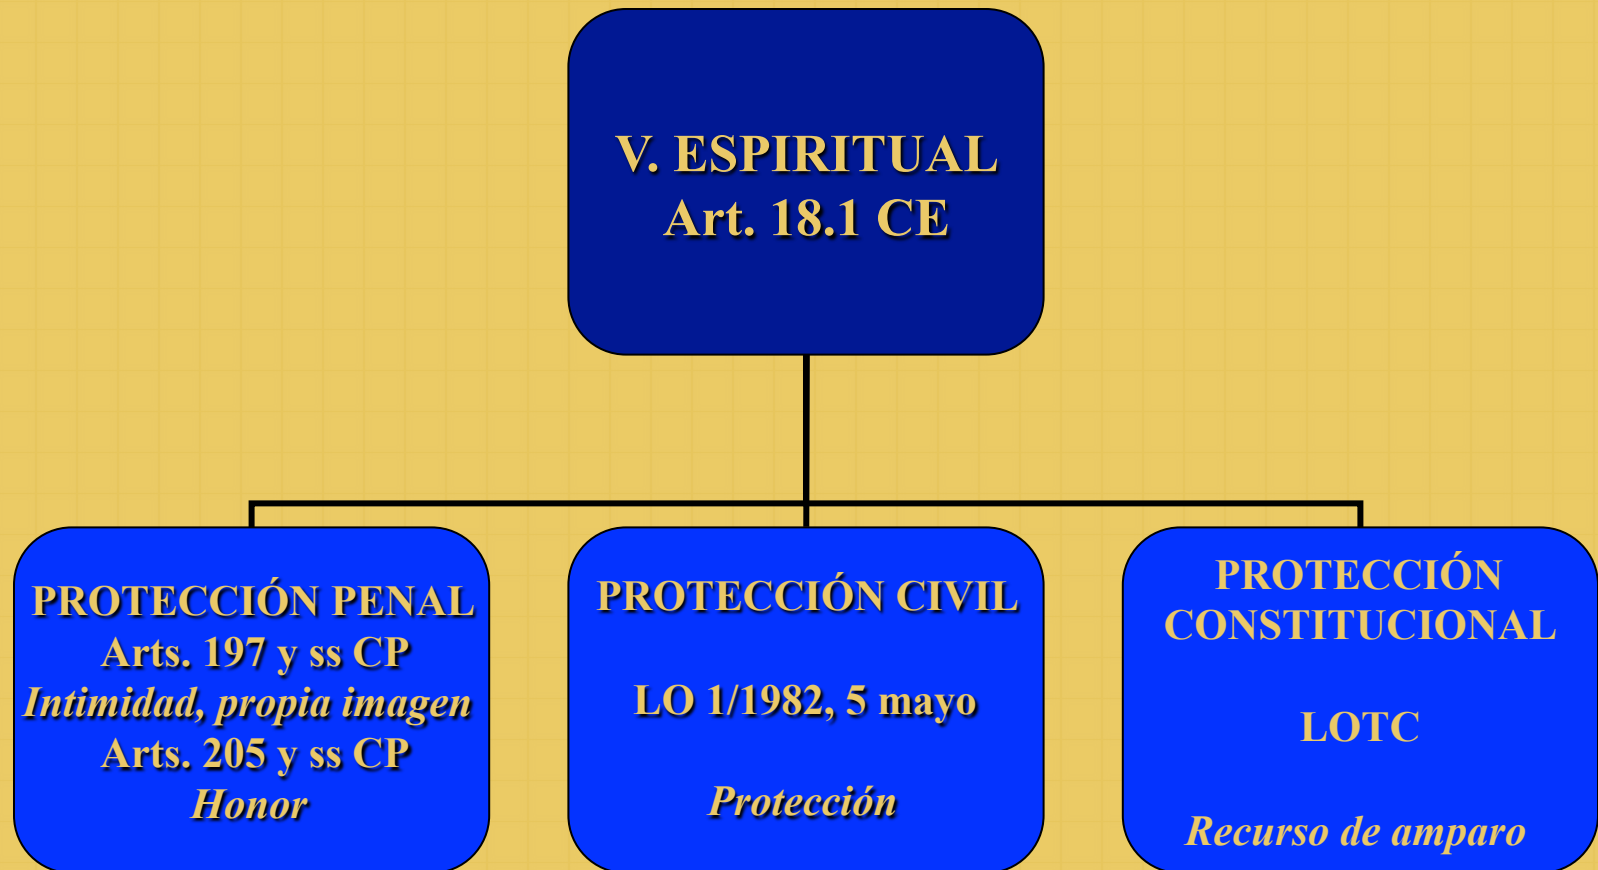 V. ESPIRITUAL
Art. 18.1 CE
PROTECCIÓN PENAL
Arts. 197 y ss CP
Intimidad, propia imagen
Arts. 205 y ss CP
Honor
PROTECCIÓN CIVIL
LO 1/1982, 5 mayo
Protección
PROTECCIÓN
CONSTITUCIONAL
LOTC
Recurso de amparo